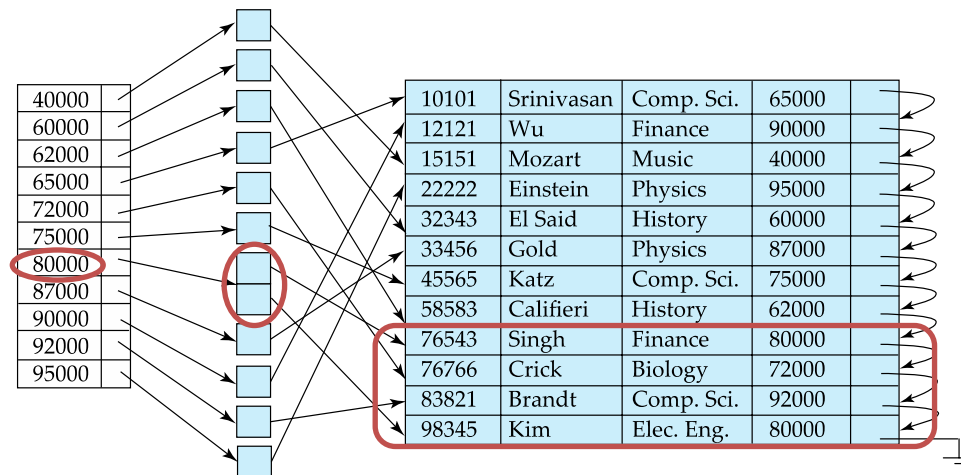 40000
60000
62000
65000
72000
75000
80000
87000
90000
92000
95000
10101 Srinivasan Comp. Sci. 65000
12121 Wu Finance 90000
15151 Mozart Music 40000
22222 Einstein Physics 95000
32343 El Said History 60000
33456 Gold Physics 87000
45565 Katz Comp. Sci. 75000
58583 Califieri History 62000
76543 Singh Finance 80000
76766 Crick Biology 72000
83821 Brandt Comp. Sci. 92000
98345 Kim Elec. Eng. 80000